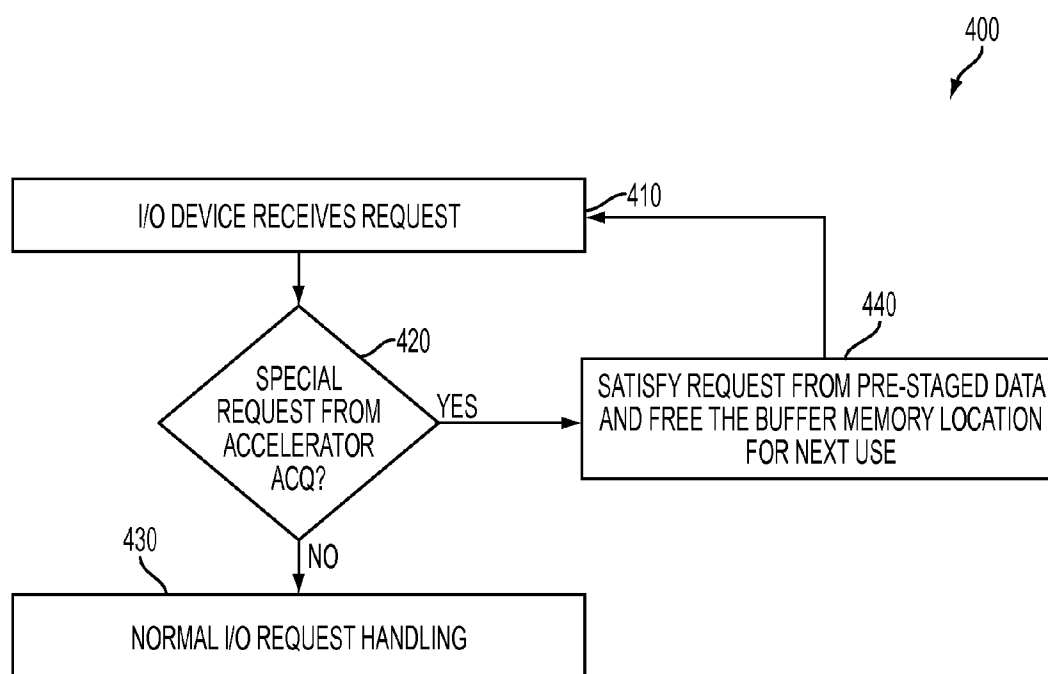 400
I/O DEVICE RECEIVES REQUEST
410
420
SPECIAL
REQUEST FROM
ACCELERATOR
ACQ?
YES
440
SATISFY REQUEST FROM PRE-STAGED DATA
AND FREE THE BUFFER MEMORY LOCATION
FOR NEXT USE
NO
430
NORMAL I/O REQUEST HANDLING